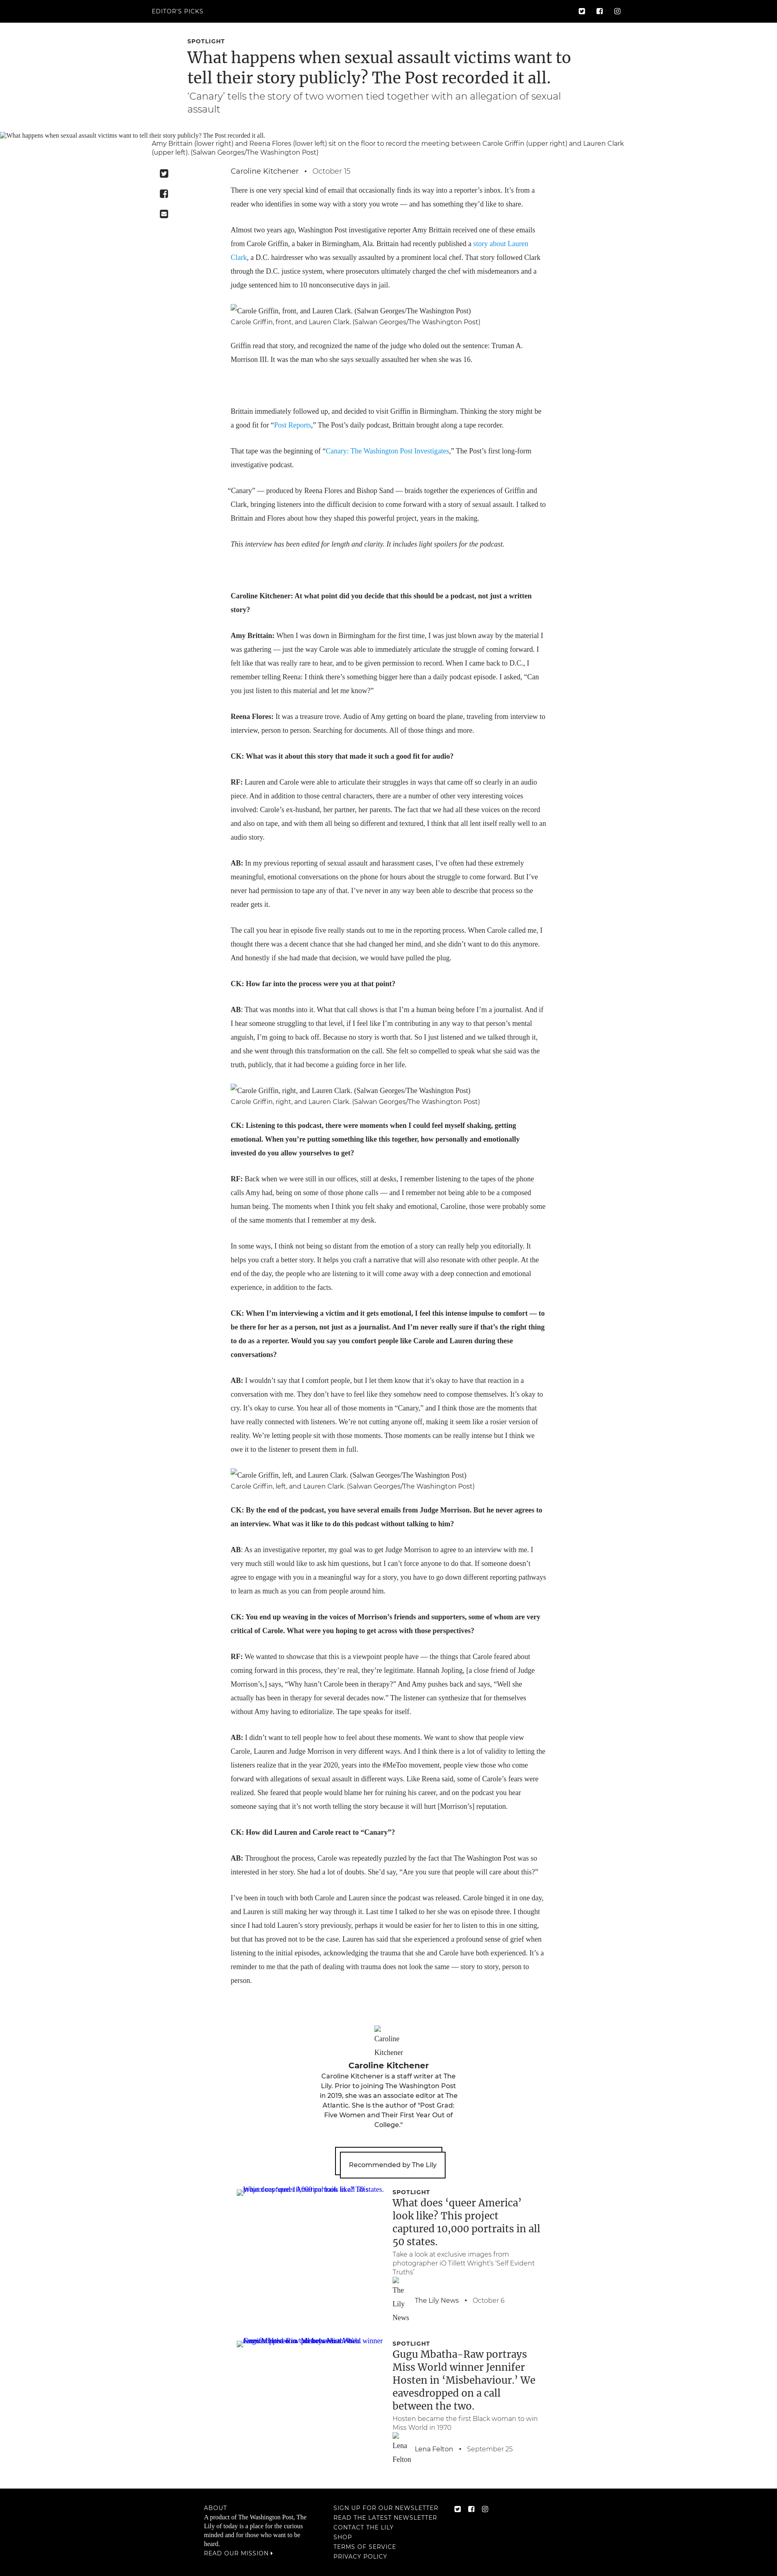 EDITOR'S PICKS
SPOTLIGHT
What happens when sexual assault victims want to
tell their story publicly? The Post recorded it all.
‘Canary’ tells the story of two women tied together with an allegation of sexual
assault
What happens when sexual assault victims want to tell their story publicly? The Post recorded it all.
Amy Brittain (lower right) and Reena Flores (lower left) sit on the floor to record the meeting between Carole Griffin (upper right) and Lauren Clark
(upper left). (Salwan Georges/The Washington Post)
Caroline Kitchener • October 15
There is one very special kind of email that occasionally finds its way into a reporter’s inbox. It’s from a
reader who identifies in some way with a story you wrote — and has something they’d like to share.
Almost two years ago, Washington Post investigative reporter Amy Brittain received one of these emails
from Carole Griffin, a baker in Birmingham, Ala. Brittain had recently published a story about Lauren
Clark, a D.C. hairdresser who was sexually assaulted by a prominent local chef. That story followed Clark
through the D.C. justice system, where prosecutors ultimately charged the chef with misdemeanors and a
judge sentenced him to 10 nonconsecutive days in jail.
Carole Griffin, front, and Lauren Clark. (Salwan Georges/The Washington Post)
Carole Griffin, front, and Lauren Clark. (Salwan Georges/The Washington Post)
Griffin read that story, and recognized the name of the judge who doled out the sentence: Truman A.
Morrison III. It was the man who she says sexually assaulted her when she was 16.
Brittain immediately followed up, and decided to visit Griffin in Birmingham. Thinking the story might be
a good fit for “Post Reports,” The Post’s daily podcast, Brittain brought along a tape recorder.
That tape was the beginning of “Canary: The Washington Post Investigates,” The Post’s first long-form
investigative podcast.
“Canary” — produced by Reena Flores and Bishop Sand — braids together the experiences of Griffin and
Clark, bringing listeners into the difficult decision to come forward with a story of sexual assault. I talked to
Brittain and Flores about how they shaped this powerful project, years in the making.
This interview has been edited for length and clarity. It includes light spoilers for the podcast.
Caroline Kitchener: At what point did you decide that this should be a podcast, not just a written
story?
Amy Brittain: When I was down in Birmingham for the first time, I was just blown away by the material I
was gathering — just the way Carole was able to immediately articulate the struggle of coming forward. I
felt like that was really rare to hear, and to be given permission to record. When I came back to D.C., I
remember telling Reena: I think there’s something bigger here than a daily podcast episode. I asked, “Can
you just listen to this material and let me know?”
Reena Flores: It was a treasure trove. Audio of Amy getting on board the plane, traveling from interview to
interview, person to person. Searching for documents. All of those things and more.
CK: What was it about this story that made it such a good fit for audio?
RF: Lauren and Carole were able to articulate their struggles in ways that came off so clearly in an audio
piece. And in addition to those central characters, there are a number of other very interesting voices
involved: Carole’s ex-husband, her partner, her parents. The fact that we had all these voices on the record
and also on tape, and with them all being so different and textured, I think that all lent itself really well to an
audio story.
AB: In my previous reporting of sexual assault and harassment cases, I’ve often had these extremely
meaningful, emotional conversations on the phone for hours about the struggle to come forward. But I’ve
never had permission to tape any of that. I’ve never in any way been able to describe that process so the
reader gets it.
The call you hear in episode five really stands out to me in the reporting process. When Carole called me, I
thought there was a decent chance that she had changed her mind, and she didn’t want to do this anymore.
And honestly if she had made that decision, we would have pulled the plug.
CK: How far into the process were you at that point?
AB: That was months into it. What that call shows is that I’m a human being before I’m a journalist. And if
I hear someone struggling to that level, if I feel like I’m contributing in any way to that person’s mental
anguish, I’m going to back off. Because no story is worth that. So I just listened and we talked through it,
and she went through this transformation on the call. She felt so compelled to speak what she said was the
truth, publicly, that it had become a guiding force in her life.
Carole Griffin, right, and Lauren Clark. (Salwan Georges/The Washington Post)
Carole Griffin, right, and Lauren Clark. (Salwan Georges/The Washington Post)
CK: Listening to this podcast, there were moments when I could feel myself shaking, getting
emotional. When you’re putting something like this together, how personally and emotionally
invested do you allow yourselves to get?
RF: Back when we were still in our offices, still at desks, I remember listening to the tapes of the phone
calls Amy had, being on some of those phone calls — and I remember not being able to be a composed
human being. The moments when I think you felt shaky and emotional, Caroline, those were probably some
of the same moments that I remember at my desk.
In some ways, I think not being so distant from the emotion of a story can really help you editorially. It
helps you craft a better story. It helps you craft a narrative that will also resonate with other people. At the
end of the day, the people who are listening to it will come away with a deep connection and emotional
experience, in addition to the facts.
CK: When I’m interviewing a victim and it gets emotional, I feel this intense impulse to comfort — to
be there for her as a person, not just as a journalist. And I’m never really sure if that’s the right thing
to do as a reporter. Would you say you comfort people like Carole and Lauren during these
conversations?
AB: I wouldn’t say that I comfort people, but I let them know that it’s okay to have that reaction in a
conversation with me. They don’t have to feel like they somehow need to compose themselves. It’s okay to
cry. It’s okay to curse. You hear all of those moments in “Canary,” and I think those are the moments that
have really connected with listeners. We’re not cutting anyone off, making it seem like a rosier version of
reality. We’re letting people sit with those moments. Those moments can be really intense but I think we
owe it to the listener to present them in full.
Carole Griffin, left, and Lauren Clark. (Salwan Georges/The Washington Post)
Carole Griffin, left, and Lauren Clark. (Salwan Georges/The Washington Post)
CK: By the end of the podcast, you have several emails from Judge Morrison. But he never agrees to
an interview. What was it like to do this podcast without talking to him?
AB: As an investigative reporter, my goal was to get Judge Morrison to agree to an interview with me. I
very much still would like to ask him questions, but I can’t force anyone to do that. If someone doesn’t
agree to engage with you in a meaningful way for a story, you have to go down different reporting pathways
to learn as much as you can from people around him.
CK: You end up weaving in the voices of Morrison’s friends and supporters, some of whom are very
critical of Carole. What were you hoping to get across with those perspectives?
RF: We wanted to showcase that this is a viewpoint people have — the things that Carole feared about
coming forward in this process, they’re real, they’re legitimate. Hannah Jopling, [a close friend of Judge
Morrison’s,] says, “Why hasn’t Carole been in therapy?” And Amy pushes back and says, “Well she
actually has been in therapy for several decades now.” The listener can synthesize that for themselves
without Amy having to editorialize. The tape speaks for itself.
AB: I didn’t want to tell people how to feel about these moments. We want to show that people view
Carole, Lauren and Judge Morrison in very different ways. And I think there is a lot of validity to letting the
listeners realize that in the year 2020, years into the #MeToo movement, people view those who come
forward with allegations of sexual assault in different ways. Like Reena said, some of Carole’s fears were
realized. She feared that people would blame her for ruining his career, and on the podcast you hear
someone saying that it’s not worth telling the story because it will hurt [Morrison’s] reputation.
CK: How did Lauren and Carole react to “Canary”?
AB: Throughout the process, Carole was repeatedly puzzled by the fact that The Washington Post was so
interested in her story. She had a lot of doubts. She’d say, “Are you sure that people will care about this?”
I’ve been in touch with both Carole and Lauren since the podcast was released. Carole binged it in one day,
and Lauren is still making her way through it. Last time I talked to her she was on episode three. I thought
since I had told Lauren’s story previously, perhaps it would be easier for her to listen to this in one sitting,
but that has proved not to be the case. Lauren has said that she experienced a profound sense of grief when
listening to the initial episodes, acknowledging the trauma that she and Carole have both experienced. It’s a
reminder to me that the path of dealing with trauma does not look the same — story to story, person to
person.
Caroline
Kitchener
Caroline Kitchener
Caroline Kitchener is a staff writer at The
Lily. Prior to joining The Washington Post
in 2019, she was an associate editor at The
Atlantic. She is the author of "Post Grad:
Five Women and Their First Year Out of
College."
Recommended by The Lily
SPOTLIGHT
What does ‘queer America’
look like? This project
captured 10,000 portraits in all
50 states.
Take a look at exclusive images from
photographer iO Tillett Wright’s ‘Self Evident
Truths’
The
Lily
News
The Lily News • October 6
SPOTLIGHT
Gugu Mbatha-Raw portrays
Miss World winner Jennifer
Hosten in ‘Misbehaviour.’ We
eavesdropped on a call
between the two.
Hosten became the first Black woman to win
Miss World in 1970
Lena
Felton
Lena Felton • September 25
ABOUT
A product of The Washington Post, The
Lily of today is a place for the curious
minded and for those who want to be
heard.
READ OUR MISSION
SIGN UP FOR OUR NEWSLETTER
READ THE LATEST NEWSLETTER
CONTACT THE LILY
SHOP
TERMS OF SERVICE
PRIVACY POLICY